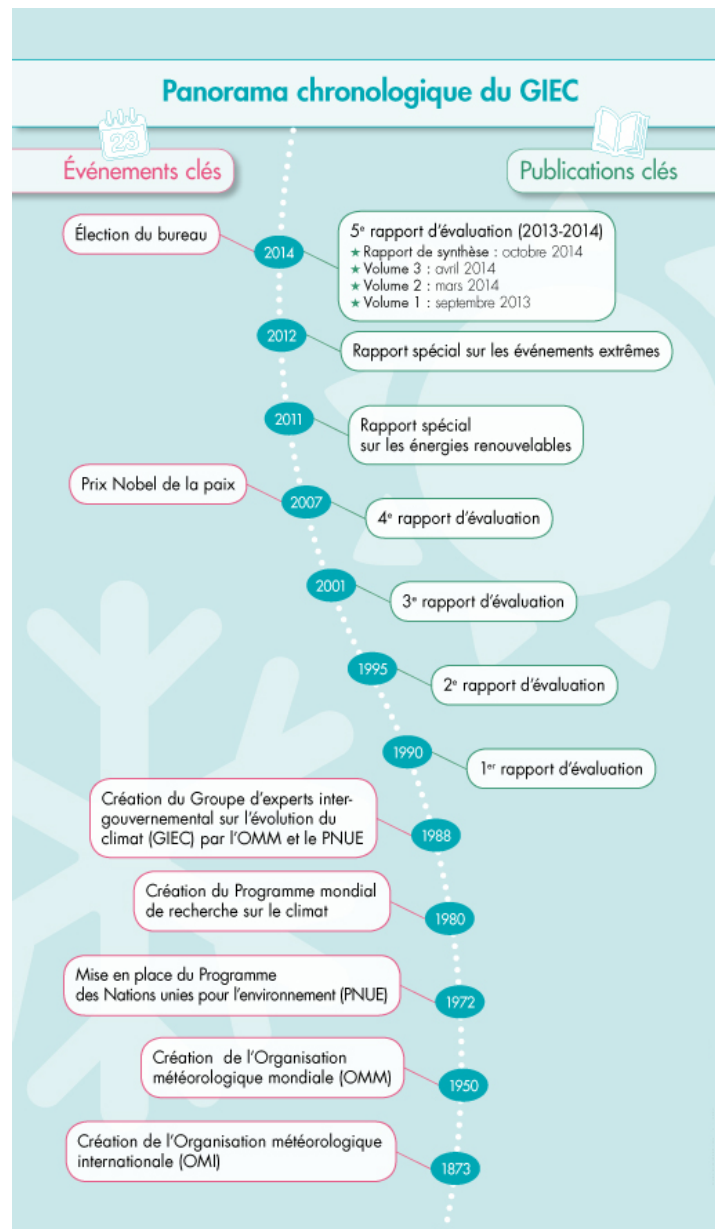 Panorama chronologique du GIEC
23
Événements clés
Publications clés
Élection du bureau
2014
5e rapport d'évaluation (2013-2014)
★ Rapport de synthèse : octobre 2014
★ Volume 3 : avril 2014
★ Volume 2 : mars 2014
★ Volume 1 : septembre 2013
2012
Rapport spécial sur les événements extrêmes
2011
Rapport spécial
sur les énergies renouvelables
Prix Nobel de la paix
2007
4e rapport d'évaluation
2001
3e rapport d'évaluation
1995
2e rapport d'évaluation
1990
1er rapport d'évaluation
Création du Groupe d'experts inter-
gouvernemental sur l'évolution du
climat (GIEC) par l'OMM et le PNUE
1988
Création du Programme mondial
de recherche sur le climat
1980
Mise en place du Programme
des Nations unies pour l'environnement (PNUE)
1972
Création de l'Organisation
météorologique mondiale (OMM)
1950
Création de l'Organisation météorologique
internationale (OMI)
1873